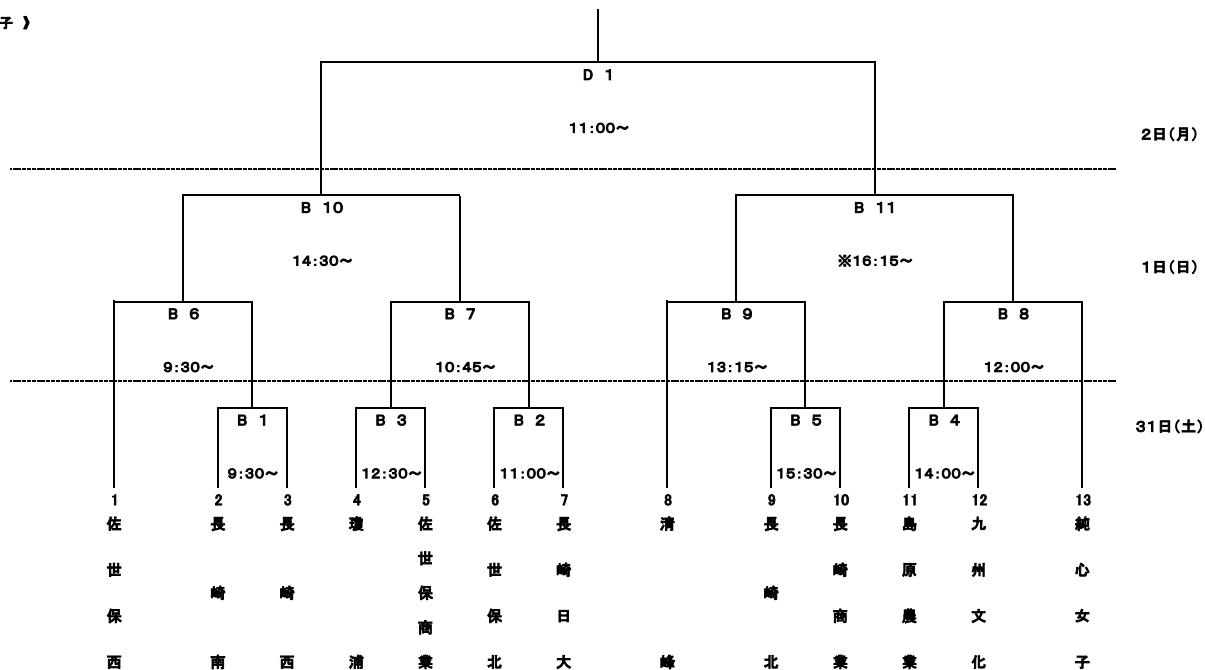 子 》
D 1
11:00～
2日(月)
B 10
B 11
14:30～
※16:15～
1日(日)
B 6
B 7
B 9
B 8
9:30～
10:45～
13:15～
12:00～
B 1
B 3
B 2
B 5
B 4
31日(土)
9:30～
12:30～
11:00～
15:30～
14:00～
1
2
3
4
5
6
7
8
9
10
11
12
13
佐世保西
長崎南
長崎西
瓊浦
佐世保商業
佐世保北
長崎日大
清峰
長崎北
長崎商業
島原農業
九州文化
純心女子